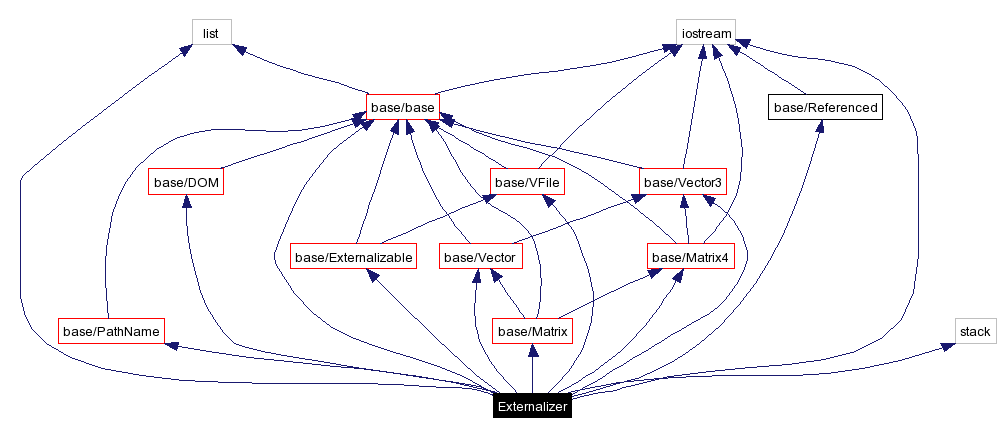 list
iostream
base/base
base/Referenced
base/DOM
base/VFile
base/Vector3
base/Externalizable
base/Vector
base/Matrix4
base/PathName
base/Matrix
stack
Externalizer